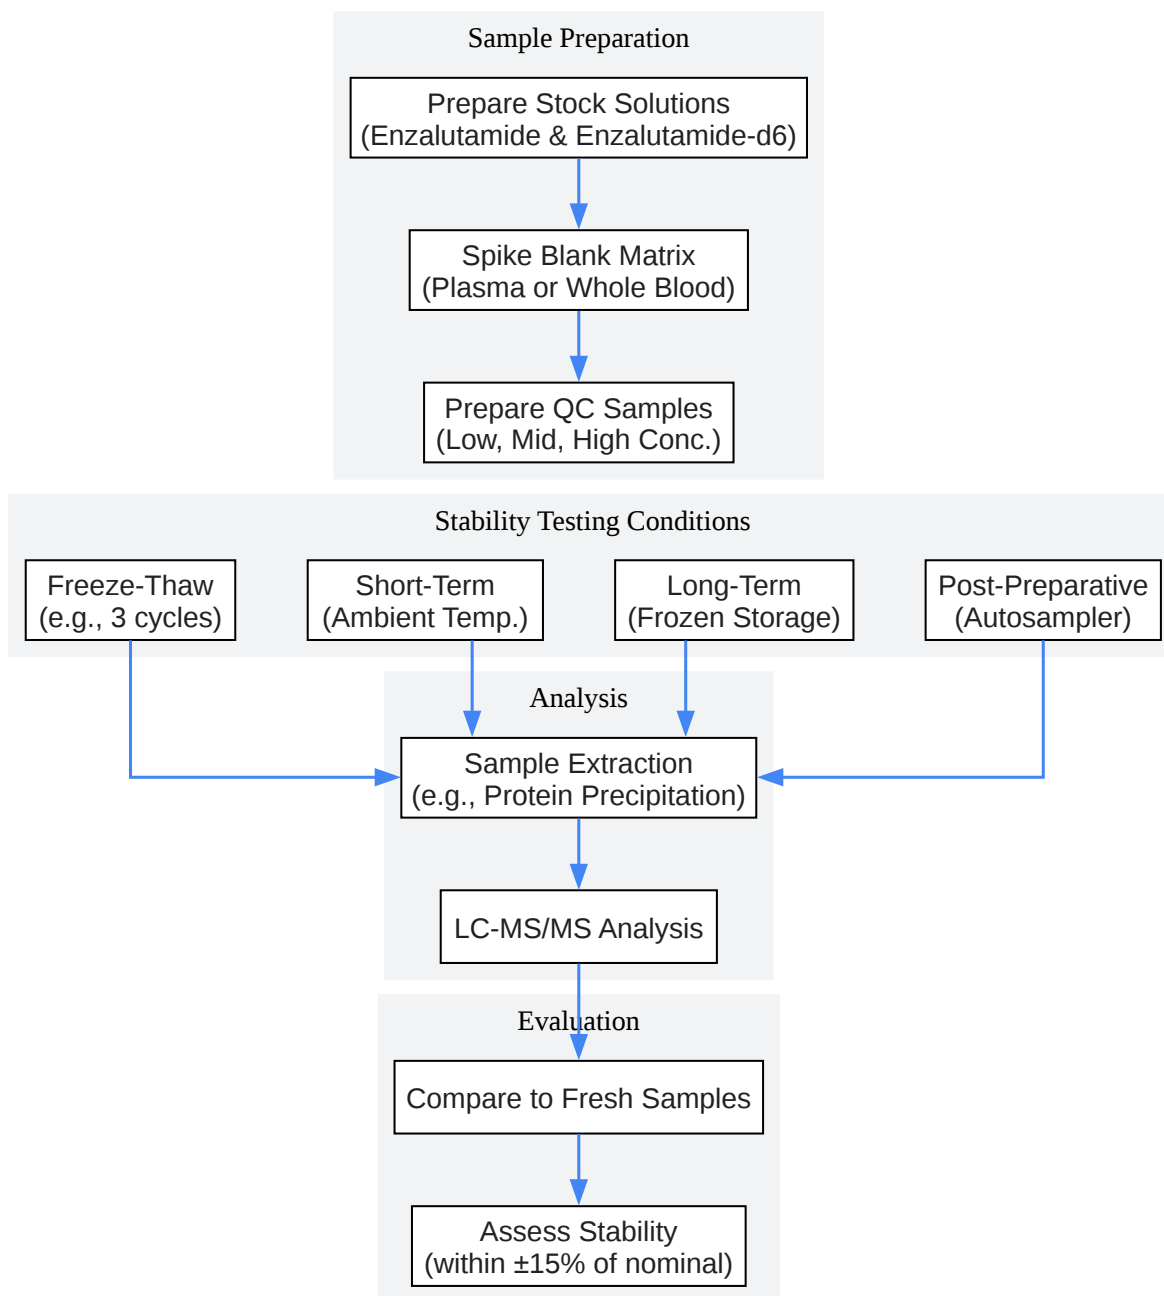 Sample Preparation
Prepare Stock Solutions
(Enzalutamide & Enzalutamide-d6)
Spike Blank Matrix
(Plasma or Whole Blood)
Prepare QC Samples
(Low, Mid, High Conc.)
Stability Testing Conditions
Freeze-Thaw
(e.g., 3 cycles)
Short-Term
(Ambient Temp.)
Long-Term
(Frozen Storage)
Post-Preparative
(Autosampler)
Analysis
Sample Extraction
(e.g., Protein Precipitation)
LC-MS/MS Analysis
Evaluation
Compare to Fresh Samples
Assess Stability
(within ±15% of nominal)